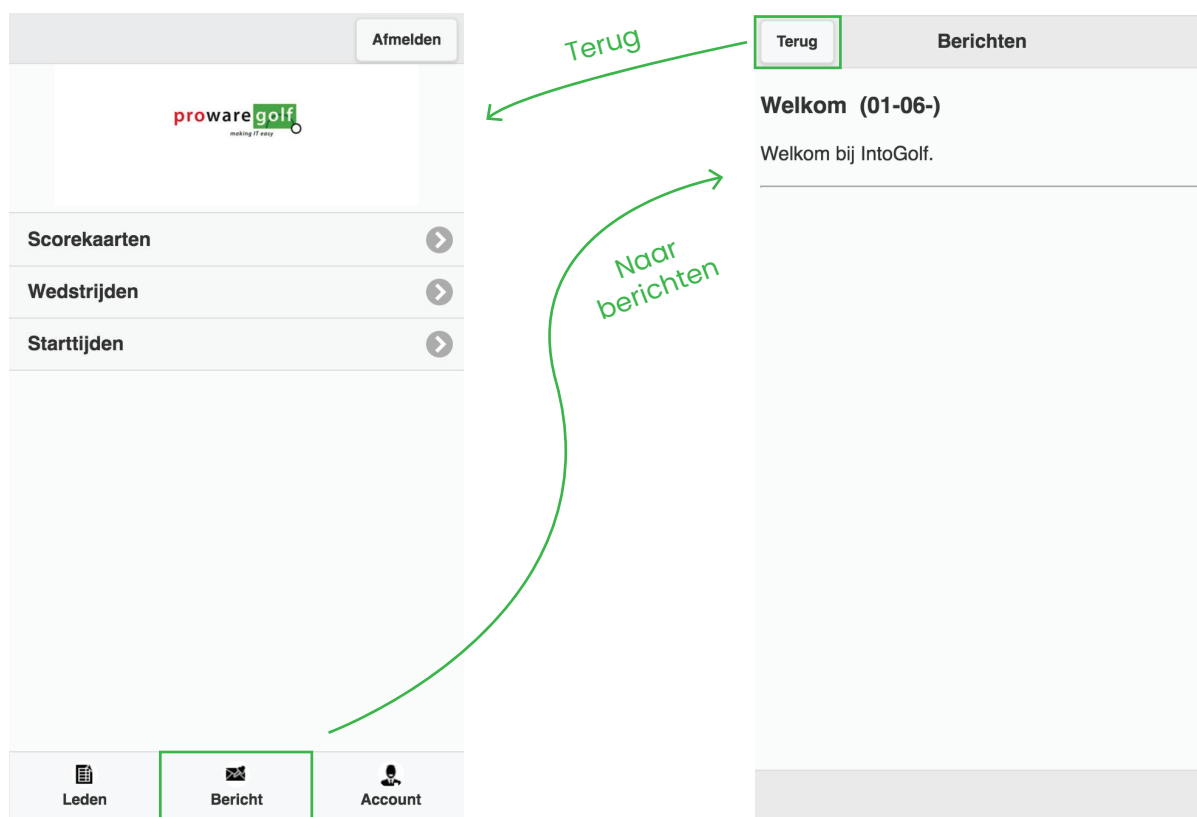 Afmelden
proware golf
making IT easy
Scorekaarten
Wedstrijden
Starttijden
Leden
Bericht
Account
Terug
Naar
berichten
Terug
Berichten
Welkom (01-06-)
Welkom bij IntoGolf.